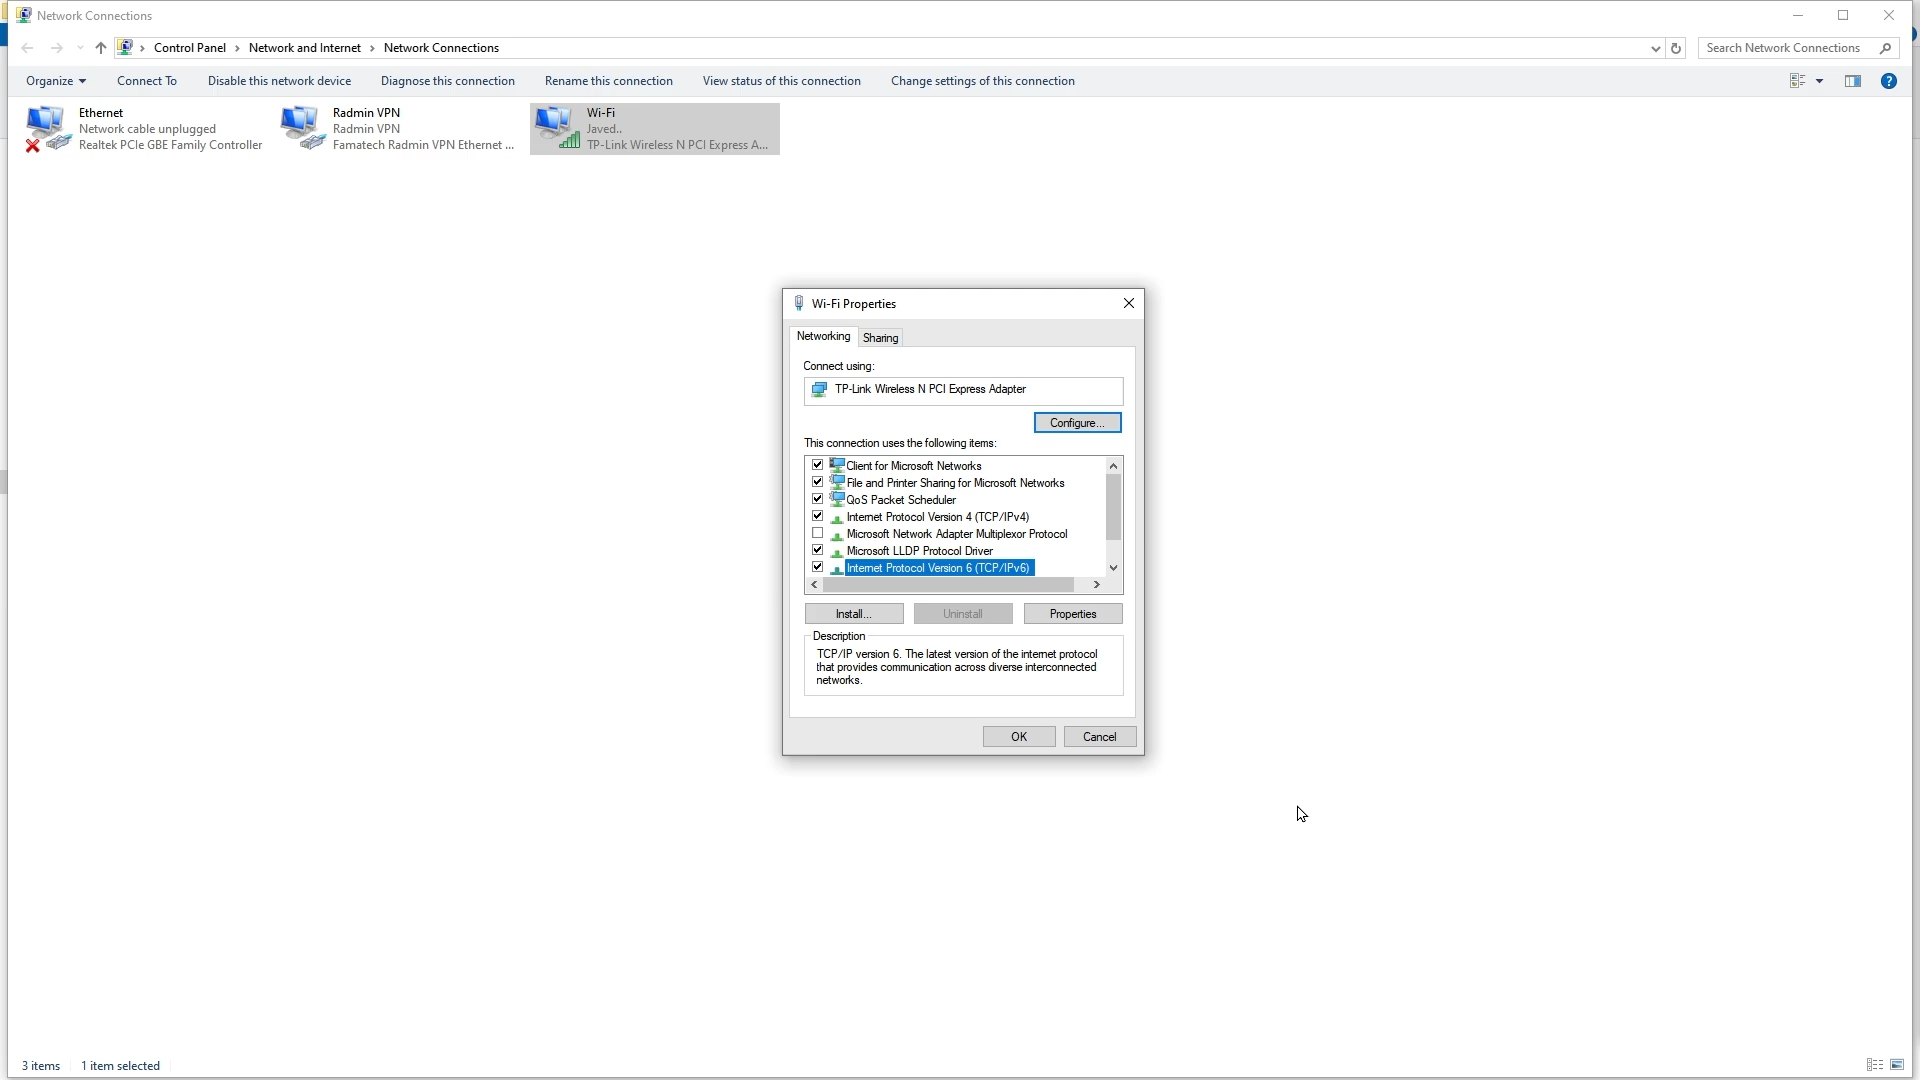 Network Connections
Control Panel > Network and Internet > Network Connections
Search Network Connections
Organize
Connect To
Disable this network device
Diagnose this connection
Rename this connection
View status of this connection
Change settings of this connection
Ethernet
Network cable unplugged
Realtek PCIe GBE Family Controller
Radmin VPN
Radmin VPN
Famatech Radmin VPN Ethernet ...
Wi-Fi
Javed..
TP-Link Wireless N PCI Express A...
Wi-Fi Properties
Networking
Sharing
Connect using:
TP-Link Wireless N PCI Express Adapter
Configure...
This connection uses the following items:
Client for Microsoft Networks
File and Printer Sharing for Microsoft Networks
QoS Packet Scheduler
Internet Protocol Version 4 (TCP/IPv4)
Microsoft Network Adapter Multiplexor Protocol
Microsoft LLDP Protocol Driver
Internet Protocol Version 6 (TCP/IPv6)
Install...
Uninstall
Properties
Description
TCP/IP version 6. The latest version of the internet protocol
that provides communication across diverse interconnected
networks.
OK
Cancel
3 items
1 item selected